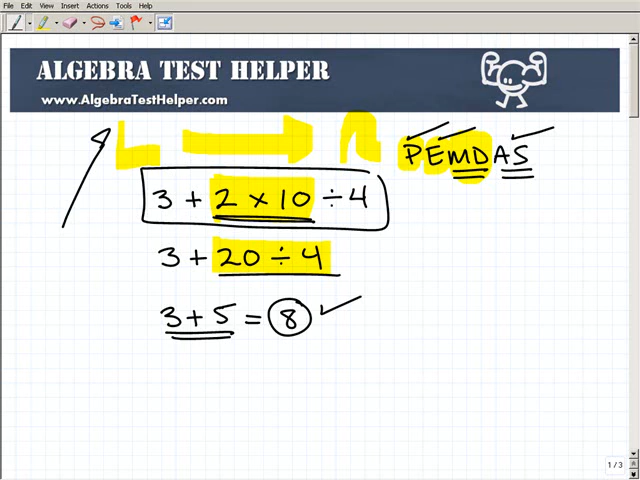 File Edit View Insert Actions Tools Help
ALGEBRA TEST HELPER
www.AlgebraTestHelper.com
L R
PEMDAS
3 + 2 × 10 ÷ 4
3 + 20 ÷ 4
3 + 5 = 8
1 / 3